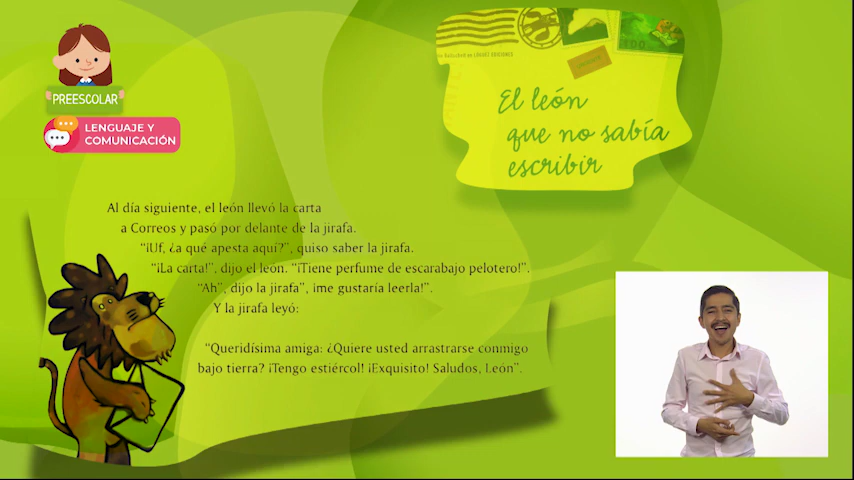 PREESCOLAR
LENGUAJE Y
COMUNICACIÓN
El león
que no sabía
escribir
Al día siguiente, el león llevó la carta
a Correos y pasó por delante de la jirafa.
“¡Uf, ¿a qué apesta aquí?”, quiso saber la jirafa.
“¡La carta!”, dijo el león. “¡Tiene perfume de escarabajo pelotero!”.
“Ah”, dijo la jirafa”, ¡me gustaría leerla!”.
Y la jirafa leyó:
“Queridísima amiga: ¿Quiere usted arrastrarse conmigo
bajo tierra? ¡Tengo estiércol! ¡Exquisito! Saludos, León”.